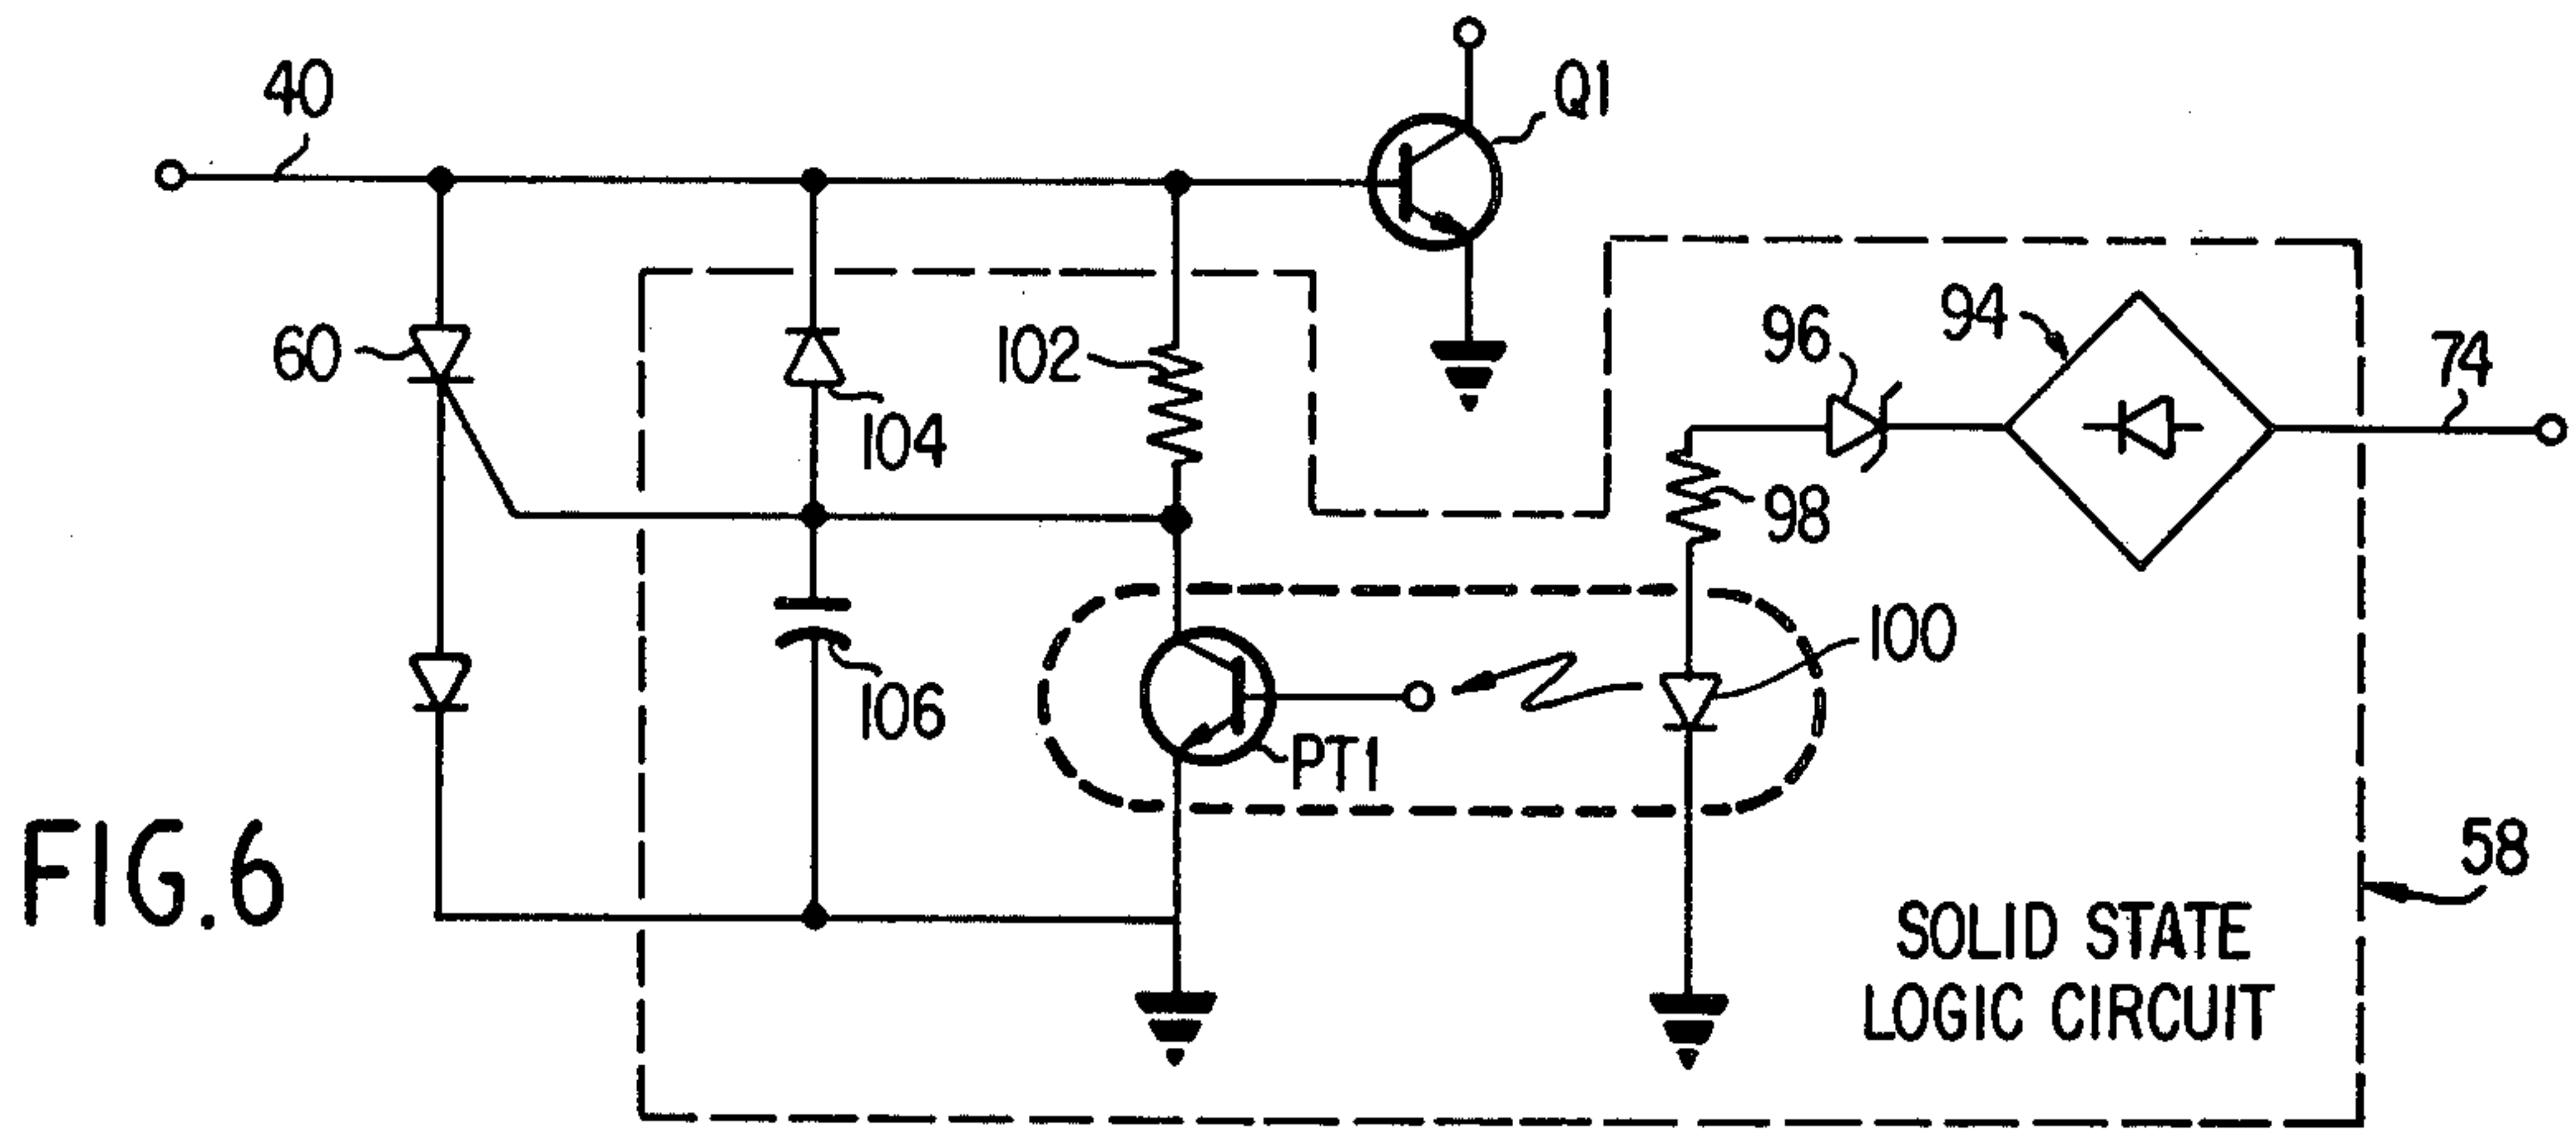 40
Q1
60
104
102
96
94
74
98
100
106
PT1
58
FIG.6
SOLID STATE
LOGIC CIRCUIT